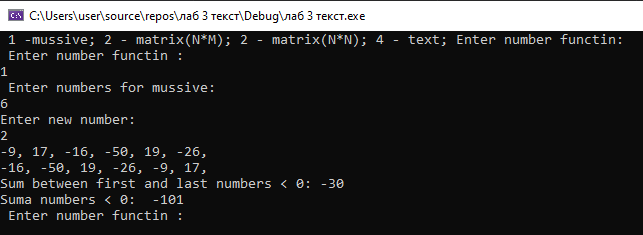 C:\Users\user\source\repos\лаб 3 текст\Debug\лаб 3 текст.exe
1 -mussive; 2 - matrix(N*M); 2 - matrix(N*N); 4 - text; Enter number functin:
Enter number functin :
1
Enter numbers for mussive:
6
Enter new number:
2
-9, 17, -16, -50, 19, -26,
-16, -50, 19, -26, -9, 17,
Sum between first and last numbers < 0: -30
Suma numbers < 0:  -101
Enter number functin :